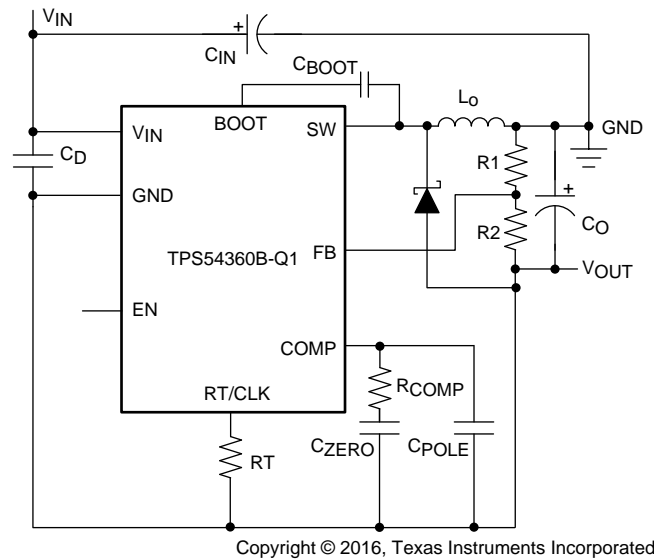 VIN
CIN
CBOOT
BOOT
SW
Lo
GND
VIN
CD
GND
R1
R2
CO
TPS54360B-Q1
FB
VOUT
EN
COMP
RCOMP
RT/CLK
RT
CZERO
CPOLE
+
+
Copyright © 2016, Texas Instruments Incorporated